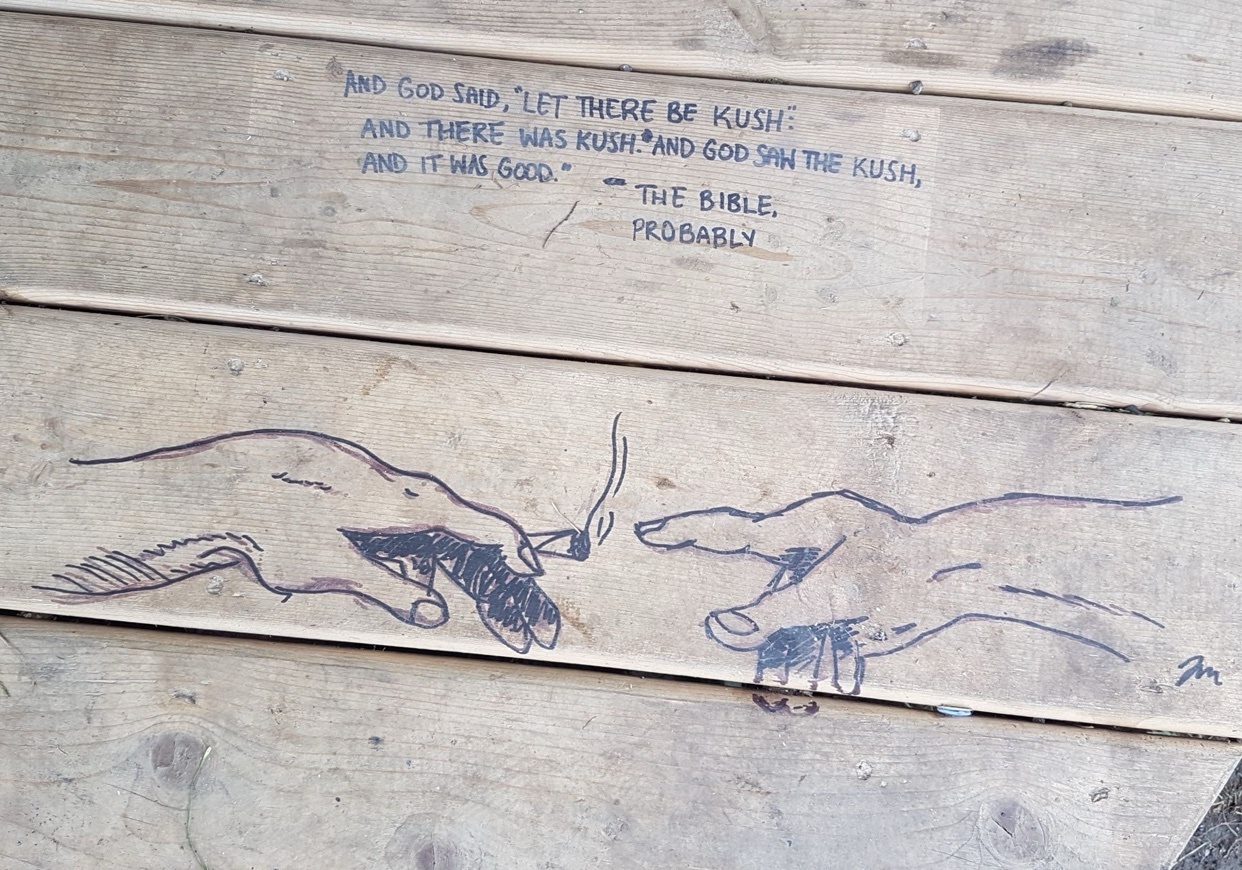 AND GOD SAID, "LET THERE BE KUSH".
AND THERE WAS KUSH. AND GOD SAW THE KUSH,
AND IT WAS GOOD."
- THE BIBLE,
PROBABLY